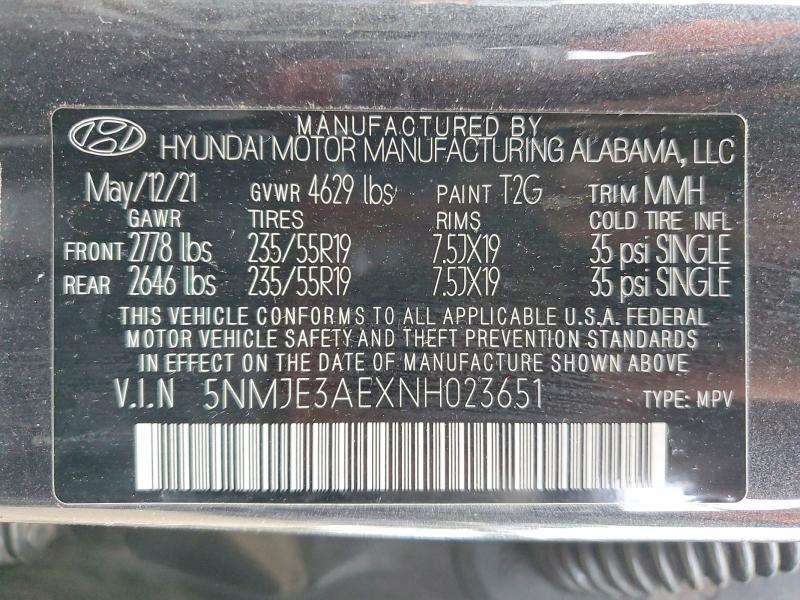 MANUFACTURED BY
HYUNDAI MOTOR MANUFACTURING ALABAMA, LLC
May/12/21 GVWR 4629 lbs PAINT T2G TRIM MMH
GAWR TIRES RIMS COLD TIRE INFL
FRONT 2778 lbs 235/55R19 7.5JX19 35 psi SINGLE
REAR 2646 lbs 235/55R19 7.5JX19 35 psi SINGLE
THIS VEHICLE CONFORMS TO ALL APPLICABLE U.S.A. FEDERAL
MOTOR VEHICLE SAFETY AND THEFT PREVENTION STANDARDS
IN EFFECT ON THE DATE OF MANUFACTURE SHOWN ABOVE
V.I.N 5NMJE3AEXNH023651 TYPE: MPV